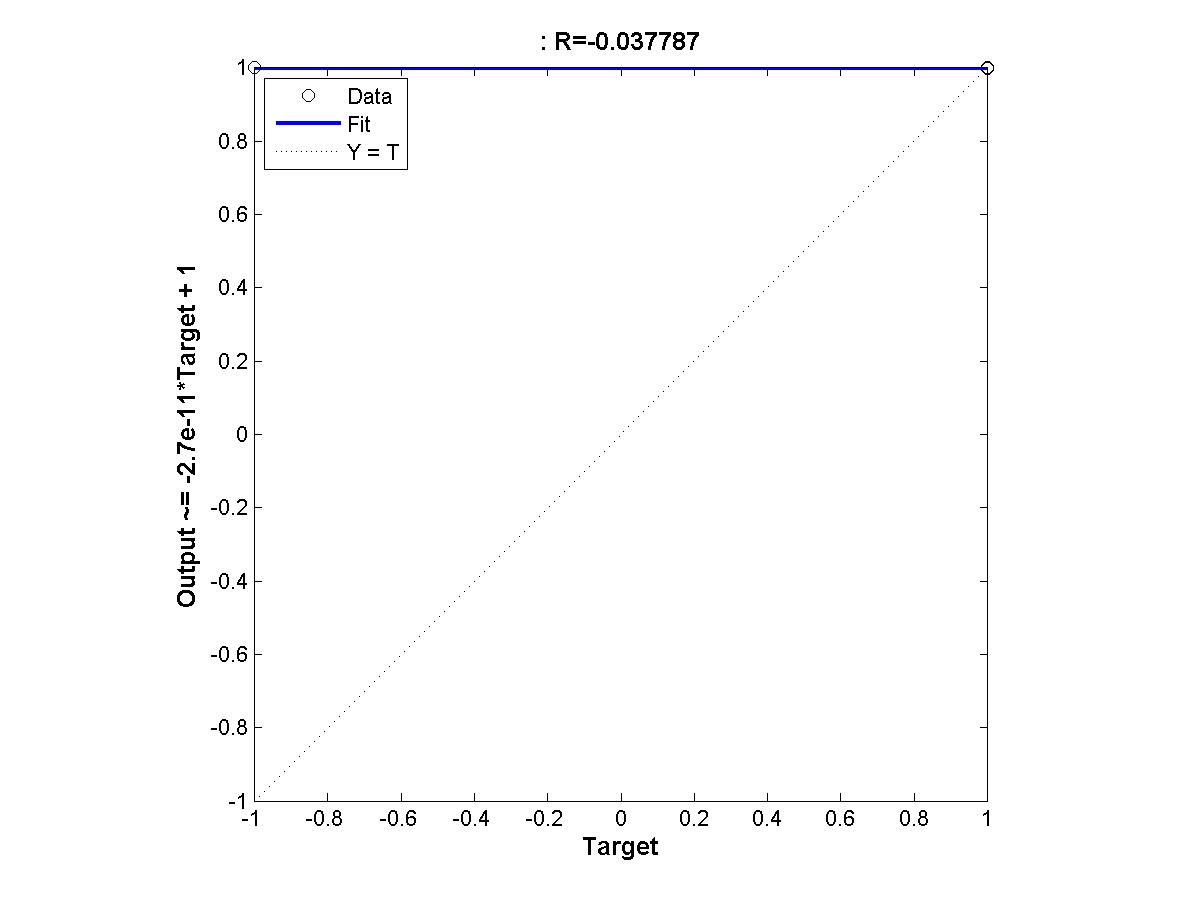 : R=-0.037787
Data
Fit
Y = T
1
0.8
0.6
0.4
0.2
0
-0.2
-0.4
-0.6
-0.8
-1
Output ~= -2.7e-11*Target + 1
-1 -0.8 -0.6 -0.4 -0.2 0 0.2 0.4 0.6 0.8 1
Target